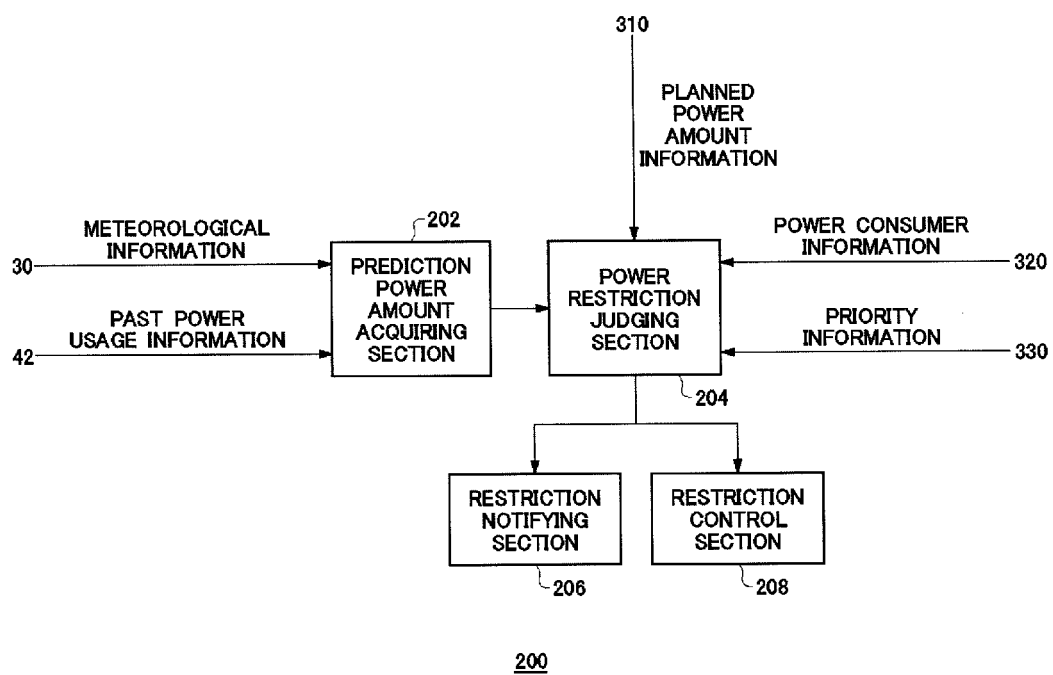 310
PLANNED
POWER
AMOUNT
INFORMATION
METEOROLOGICAL
INFORMATION
30
PAST POWER
USAGE INFORMATION
42
202
PREDICTION
POWER
AMOUNT
ACQUIRING
SECTION
POWER
RESTRICTION
JUDGING
SECTION
204
POWER CONSUMER
INFORMATION
320
PRIORITY
INFORMATION
330
RESTRICTION
NOTIFYING
SECTION
206
RESTRICTION
CONTROL
SECTION
208
200